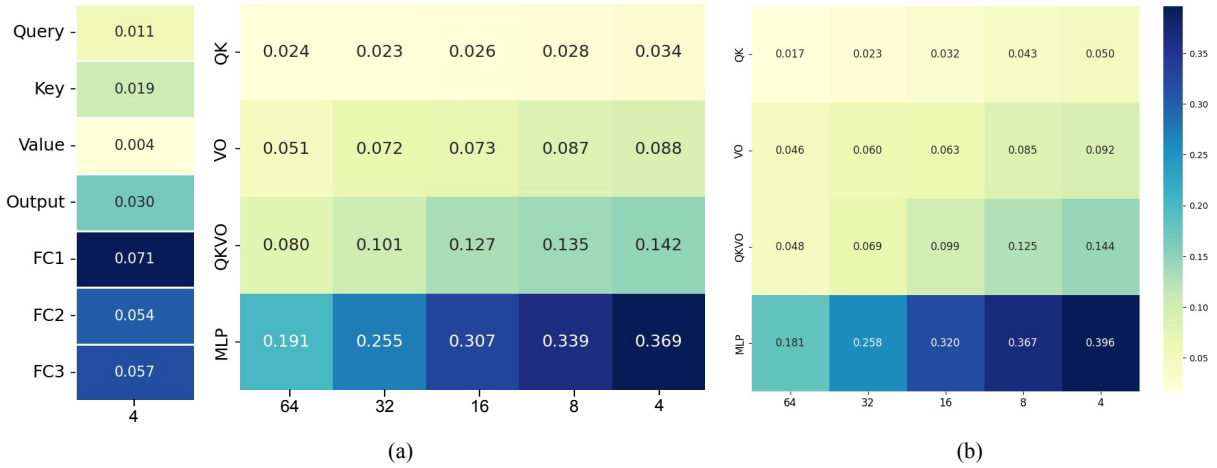 Query 0.011
Key 0.019
Value 0.004
Output 0.030
FC1 0.071
FC2 0.054
FC3 0.057
4
QK 0.024 0.023 0.026 0.028 0.034
VO 0.051 0.072 0.073 0.087 0.088
QKVO 0.080 0.101 0.127 0.135 0.142
MLP 0.191 0.255 0.307 0.339 0.369
64 32 16 8 4
(a)
QK 0.017 0.023 0.032 0.043 0.050
VO 0.046 0.060 0.063 0.085 0.092
QKVO 0.048 0.069 0.099 0.125 0.144
MLP 0.181 0.258 0.320 0.367 0.396
64 32 16 8 4
(b)
0.35
0.30
0.25
0.20
0.15
0.10
0.05